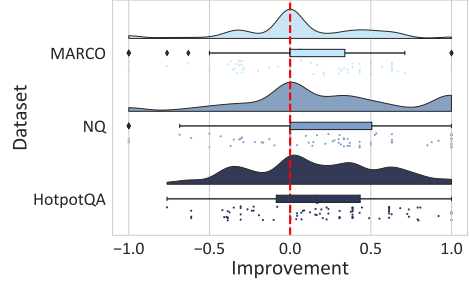 Dataset
MARCO
NQ
HotpotQA
−1.0 −0.5 0.0 0.5 1.0
Improvement